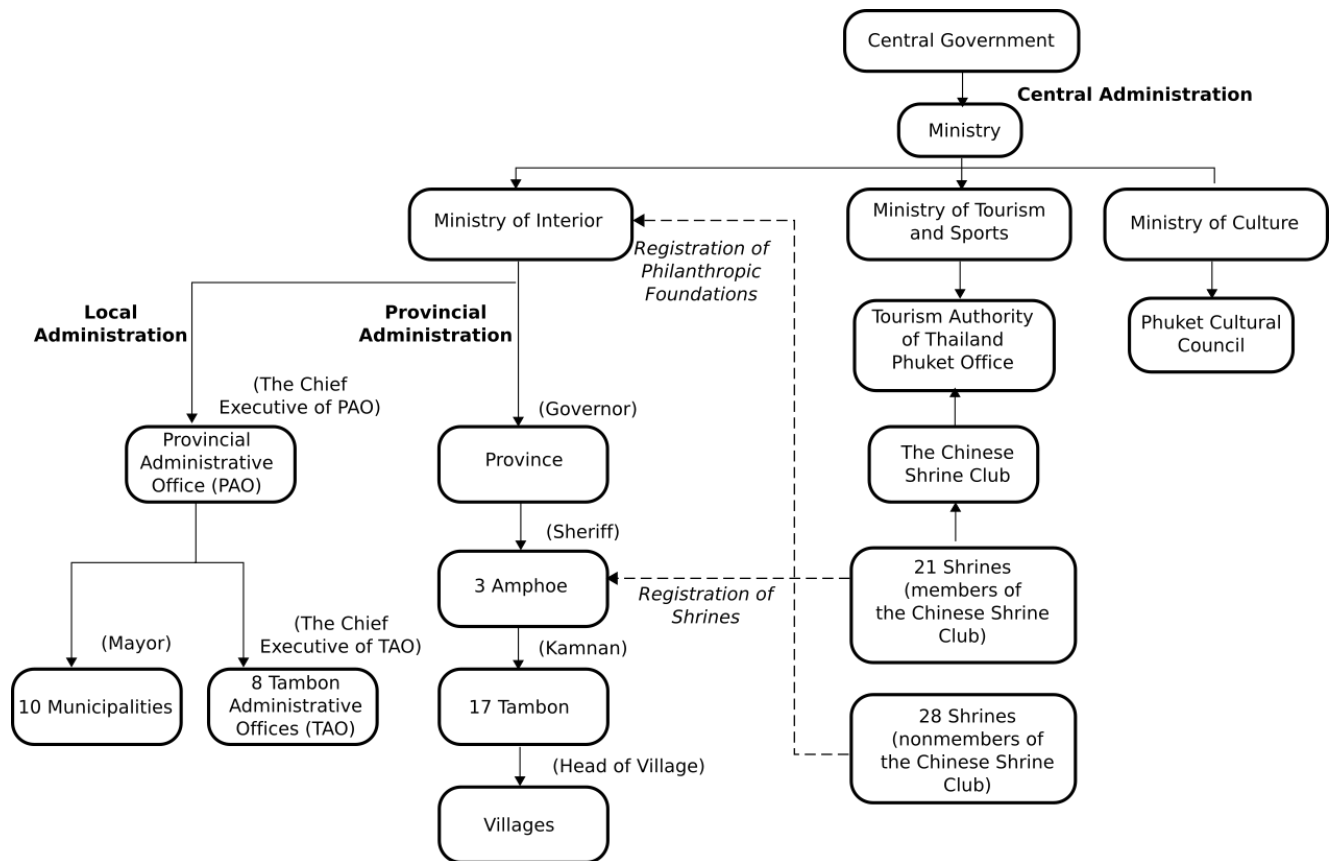 Central Government
Central Administration
Ministry
Ministry of Interior
Ministry of Tourism
and Sports
Ministry of Culture
Registration of
Philanthropic
Foundations
Local
Administration
Provincial
Administration
Tourism Authority
of Thailand
Phuket Office
Phuket Cultural
Council
(The Chief
Executive of PAO)
(Governor)
Provincial
Administrative
Office (PAO)
Province
The Chinese
Shrine Club
(Sheriff)
3 Amphoe
Registration of
Shrines
21 Shrines
(members of
the Chinese Shrine
Club)
(Mayor)
(The Chief
Executive of TAO)
(Kamnan)
10 Municipalities
8 Tambon
Administrative
Offices (TAO)
17 Tambon
28 Shrines
(nonmembers of
the Chinese Shrine
Club)
(Head of Village)
Villages